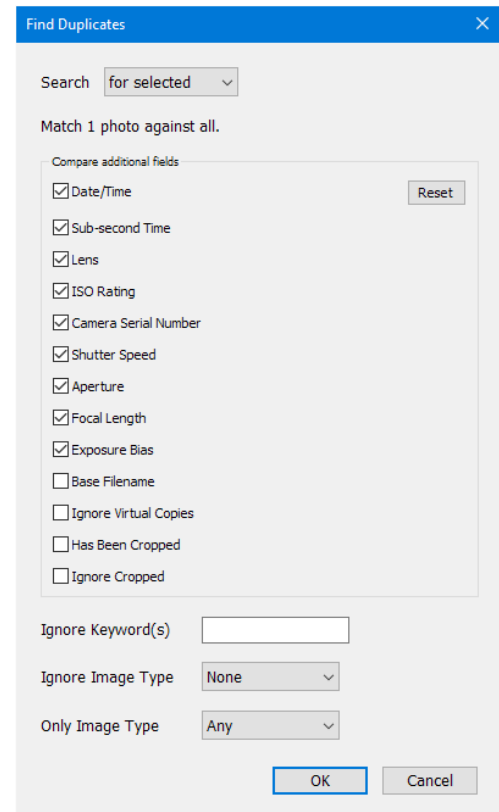 Find Duplicates
Search for selected
Match 1 photo against all.
Compare additional fields
Date/Time Reset
Sub-second Time
Lens
ISO Rating
Camera Serial Number
Shutter Speed
Aperture
Focal Length
Exposure Bias
Base Filename
Ignore Virtual Copies
Has Been Cropped
Ignore Cropped
Ignore Keyword(s)
Ignore Image Type None
Only Image Type Any
OK Cancel